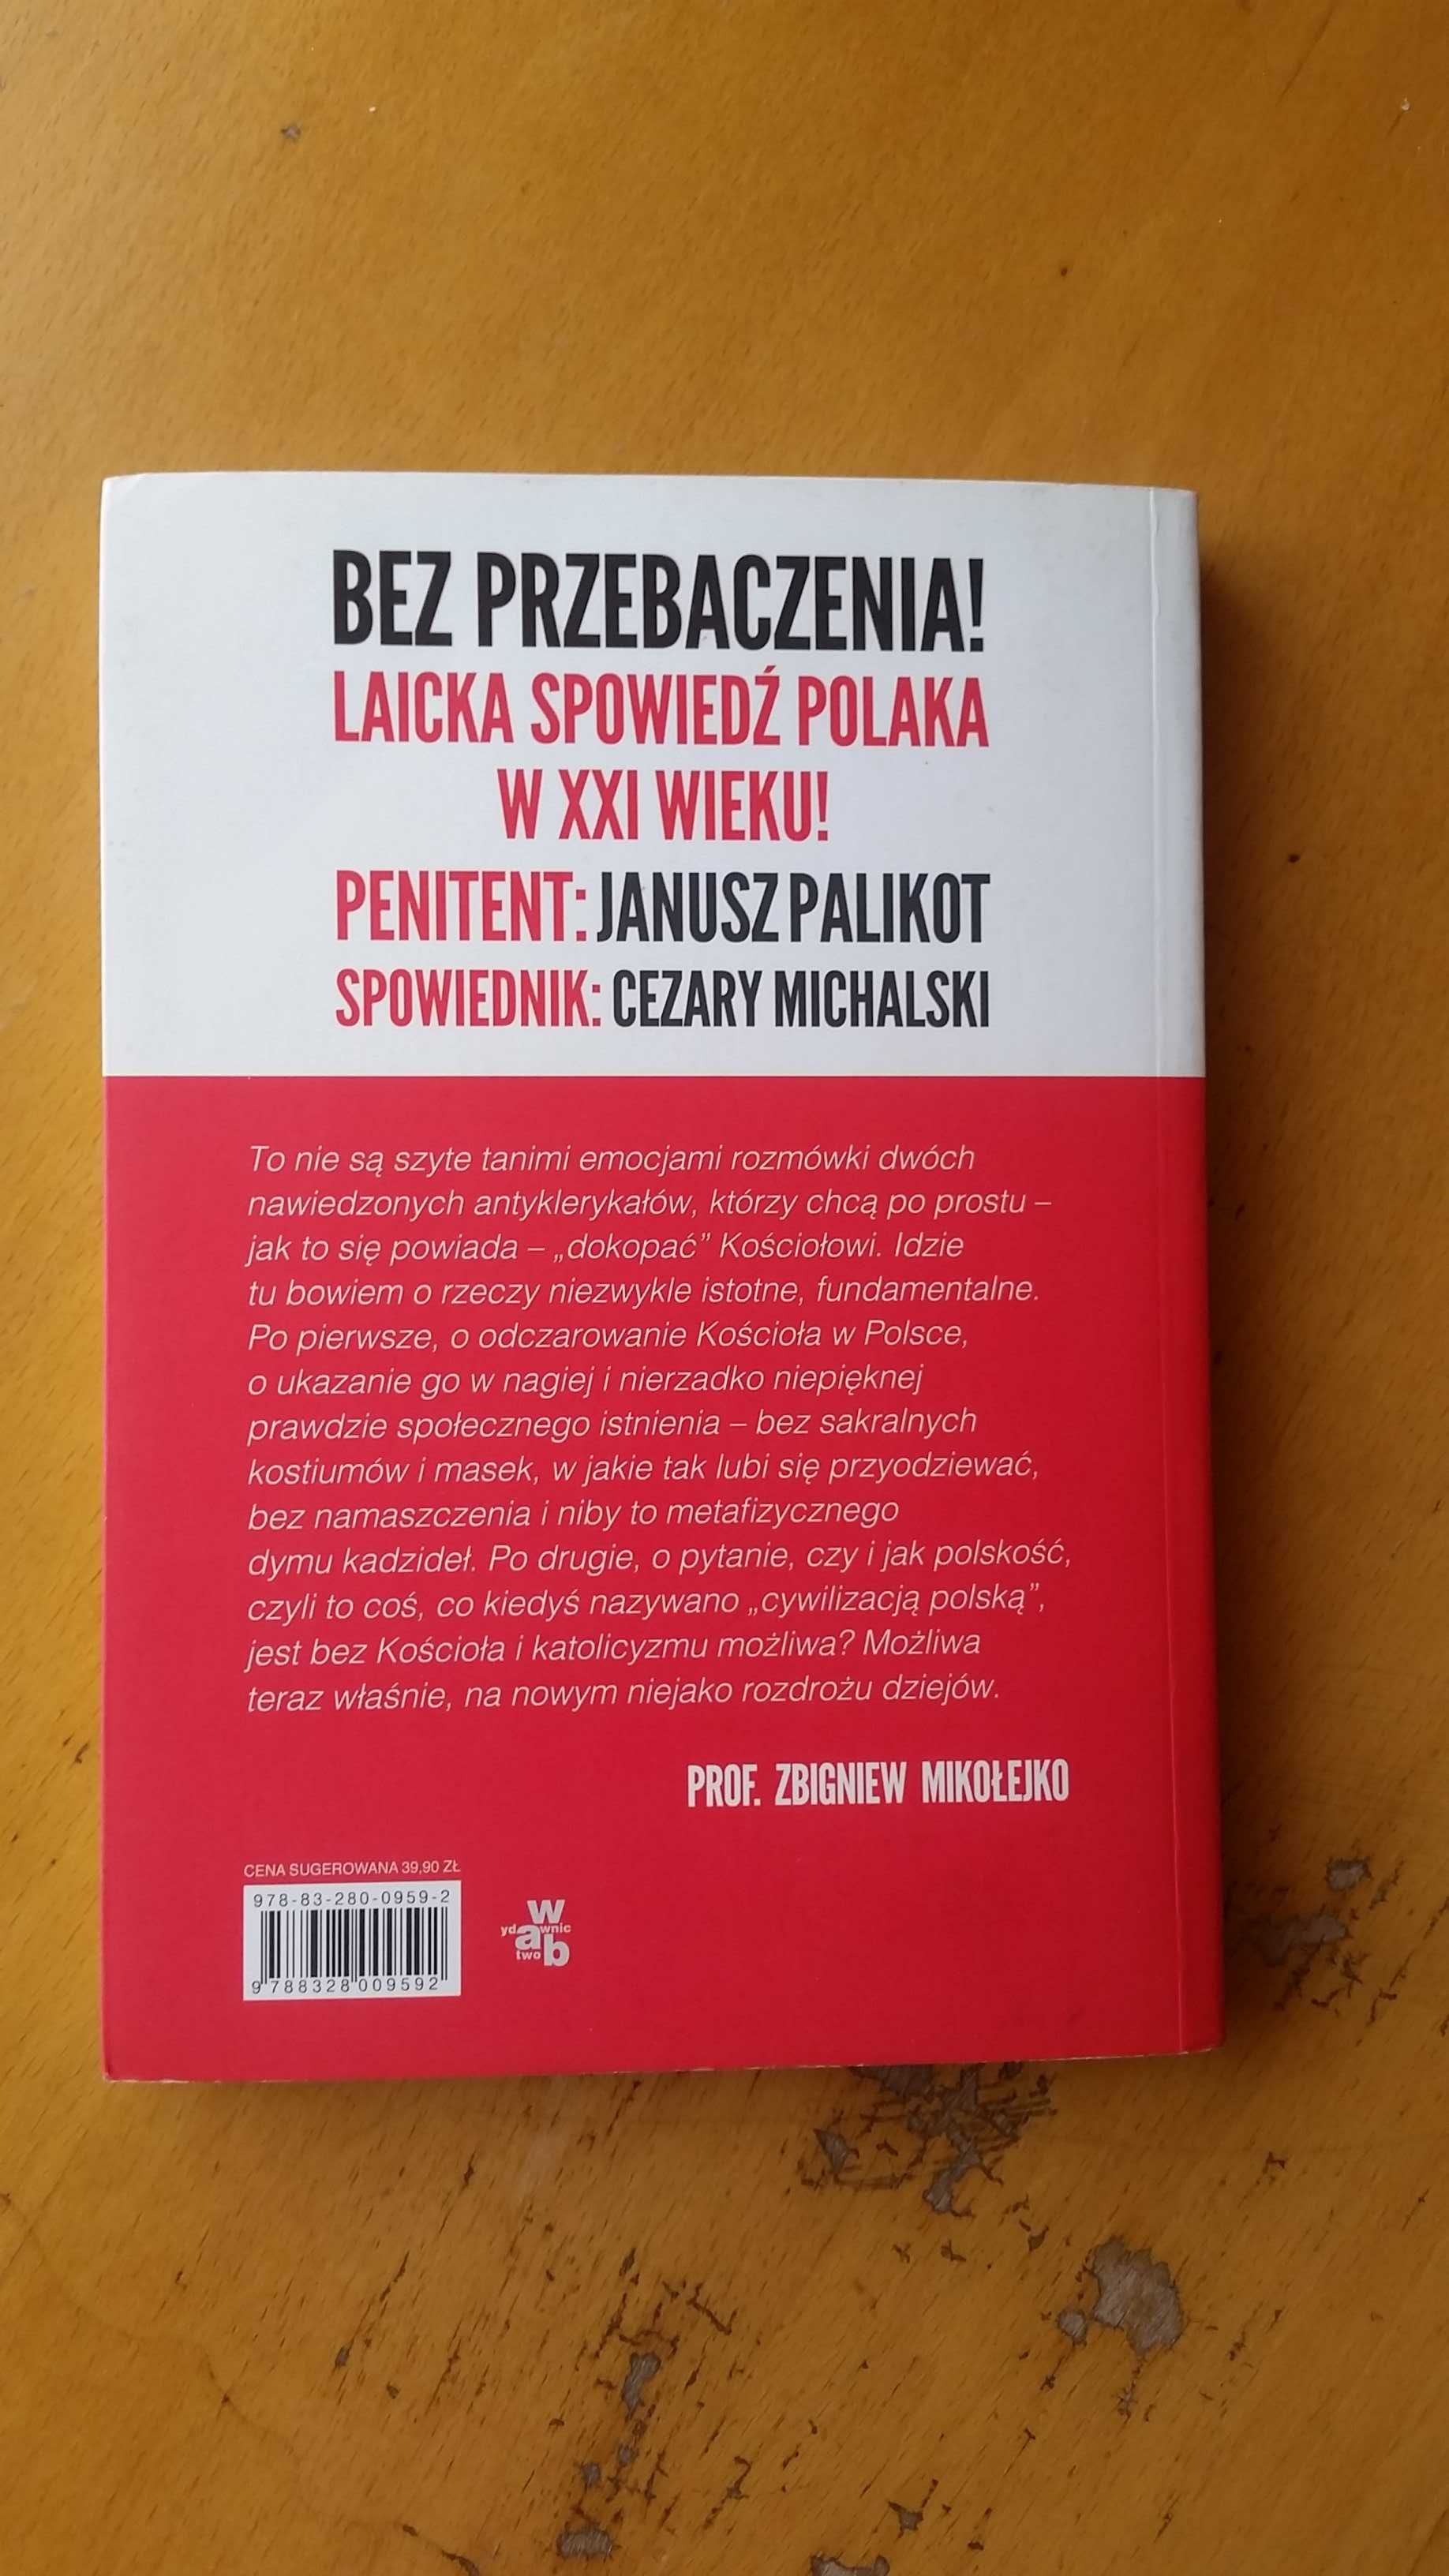 BEZ PRZEBACZENIA!
LAICKA SPOWIEDŹ POLAKA
W XXI WIEKU!
PENITENT: JANUSZ PALIKOT
SPOWIEDNIK: CEZARY MICHALSKI
To nie są szyte tanimi emocjami rozmówki dwóch
nawiedzonych antyklerykałów, którzy chcą po prostu –
jak to się powiada – „dokopać” Kościołowi. Idzie
tu bowiem o rzeczy niezwykle istotne, fundamentalne.
Po pierwsze, o odczarowanie Kościoła w Polsce,
o ukazanie go w nagiej i nierzadko niepięknej
prawdzie społecznego istnienia – bez sakralnych
kostiumów i masek, w jakie tak lubi się przyodziewać,
bez namaszczenia i niby to metafizycznego
dymu kadzideł. Po drugie, o pytanie, czy i jak polskość,
czyli to coś, co kiedyś nazywano „cywilizacją polską”,
jest bez Kościoła i katolicyzmu możliwa? Możliwa
teraz właśnie, na nowym niejako rozdrożu dziejów.
PROF. ZBIGNIEW MIKOŁEJKO
CENA SUGEROWANA 39,90 ZŁ
978-83-280-0959-2
9 788328 009592
w
ydawnic
two b